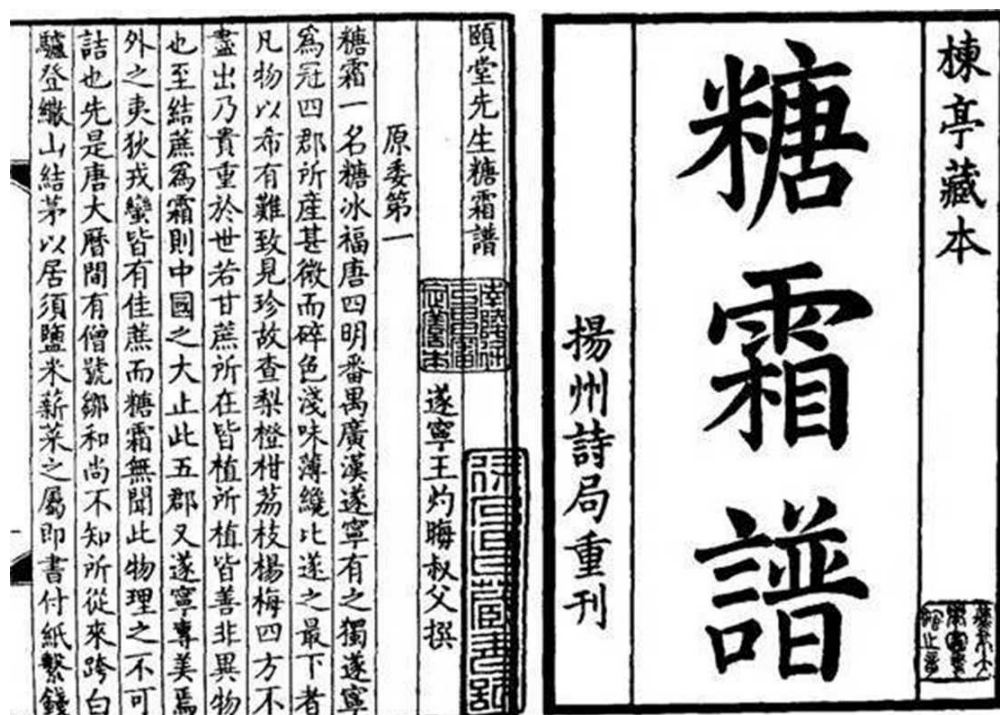 楝亭藏本
糖霜譜
揚州詩局重刊
頤堂先生糖霜譜
遂寧王灼晦叔父撰
原委第一
糖霜一名糖冰福唐四明番禺廣漢遂寧有之獨遂寧
爲冠四郡所産甚微而碎色淺味薄纔比遂之最下者
凡物以希有難致見珍故查梨橙柑荔枝楊梅四方不
盡出乃貴重於世若甘蔗所在皆植所植皆善非異物
也至結蔗爲霜則中國之大止此五郡又遂寧專美焉
外之夷狄戎蠻皆有佳蔗而糖霜無聞此物理之不可
詰也先是唐大曆間有僧號鄒和尚不知所從來跨白
驢登繖山結茅以居須鹽米薪菜之屬即書付紙繫錢